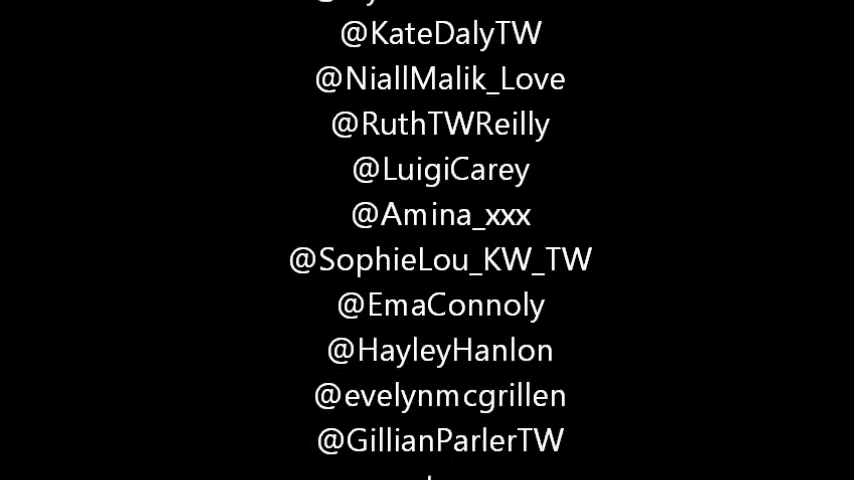 @KateDalyTW
@NiallMalik_Love
@RuthTWReilly
@LuigiCarey
@Amina_xxx
@SophieLou_KW_TW
@EmaConnoly
@HayleyHanlon
@evelynmcgrillen
@GillianParlerTW